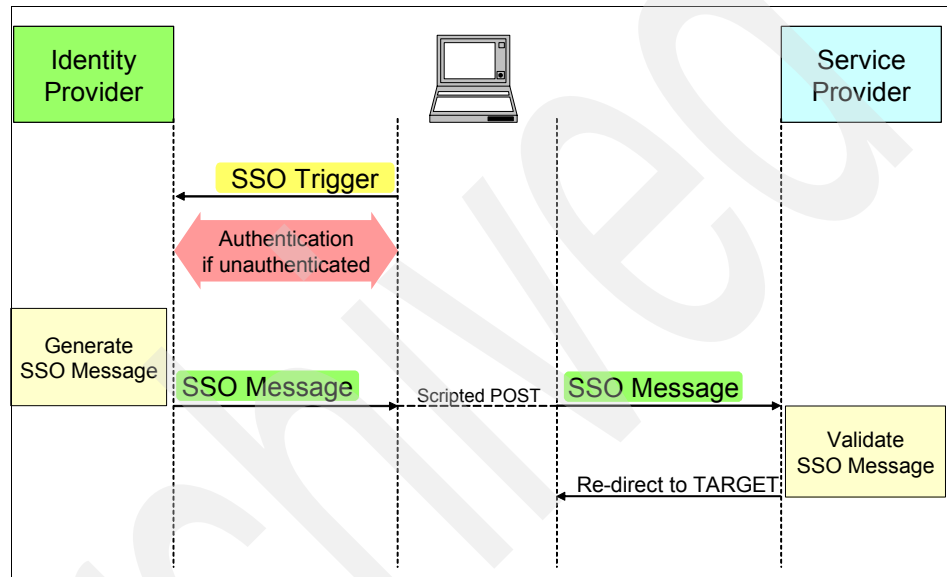 Identity
Provider
Service
Provider
SSO Trigger
Authentication
if unauthenticated
Generate
SSO Message
SSO Message
Scripted POST
SSO Message
Validate
SSO Message
Re-direct to TARGET